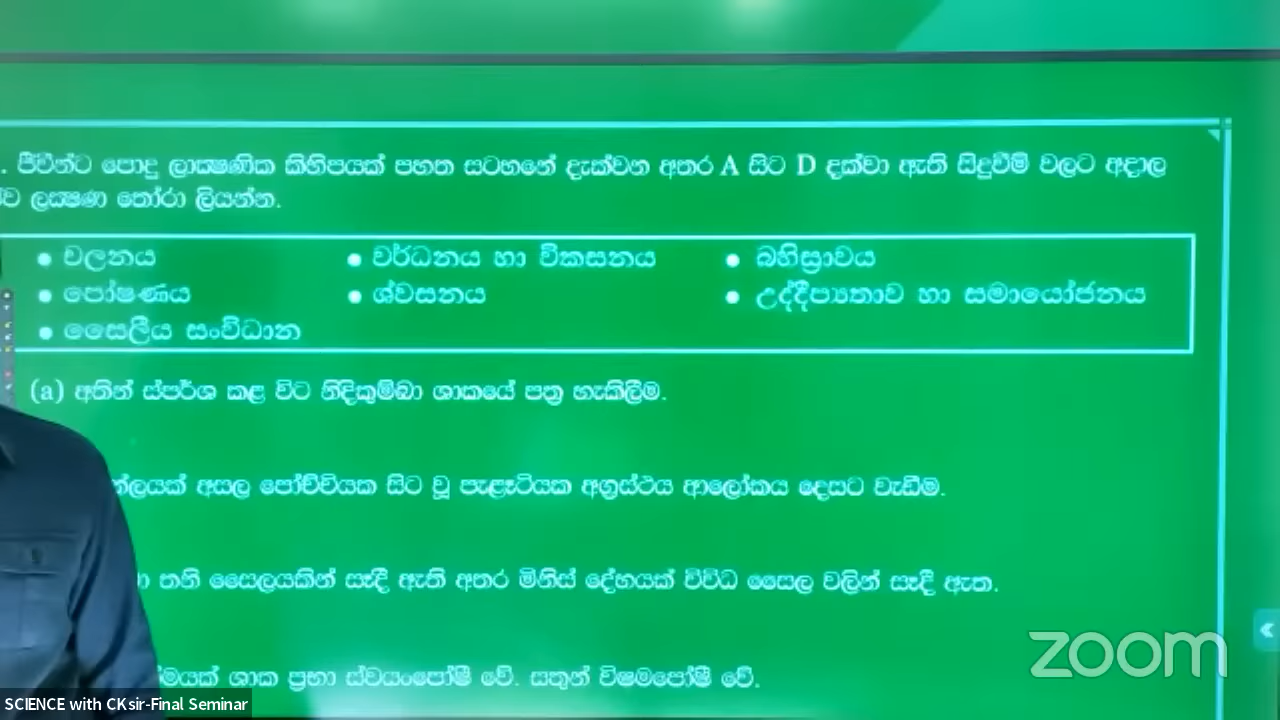 . ජීවීන්ට පොදු ලාක්ෂණික කිහිපයක් පහත සටහනේ දැක්වන අතර A සිට D දක්වා ඇති සිදුවීම් වලට අදාල
ලක්ෂණ තෝරා ලියන්න.
• චලනය • වර්ධනය හා විකසනය • බහිස්‍රාවය
• පෝෂණය • ශ්වසනය • උද්දීප්‍යතාව හා සමායෝජනය
• සෛලීය සංවිධාන
(a) අතින් ස්පර්ශ කළ විට නිදිකුම්බා ශාකයේ පත්‍ර හැකිලීම.
අසල පෝච්චියක සිට වූ පැළෑටියක අග්‍රස්ථය ආලෝකය දෙසට වැඩීම.
තනි සෛලයකින් සෑදී ඇති අතර මිනිස් දේහයක් විවිධ සෛල වලින් සෑදී ඇත.
ශාක ප්‍රභා ස්වයංපෝෂී වේ. සතුන් විෂමපෝෂී වේ.
zoom
SCIENCE with CKsir-Final Seminar